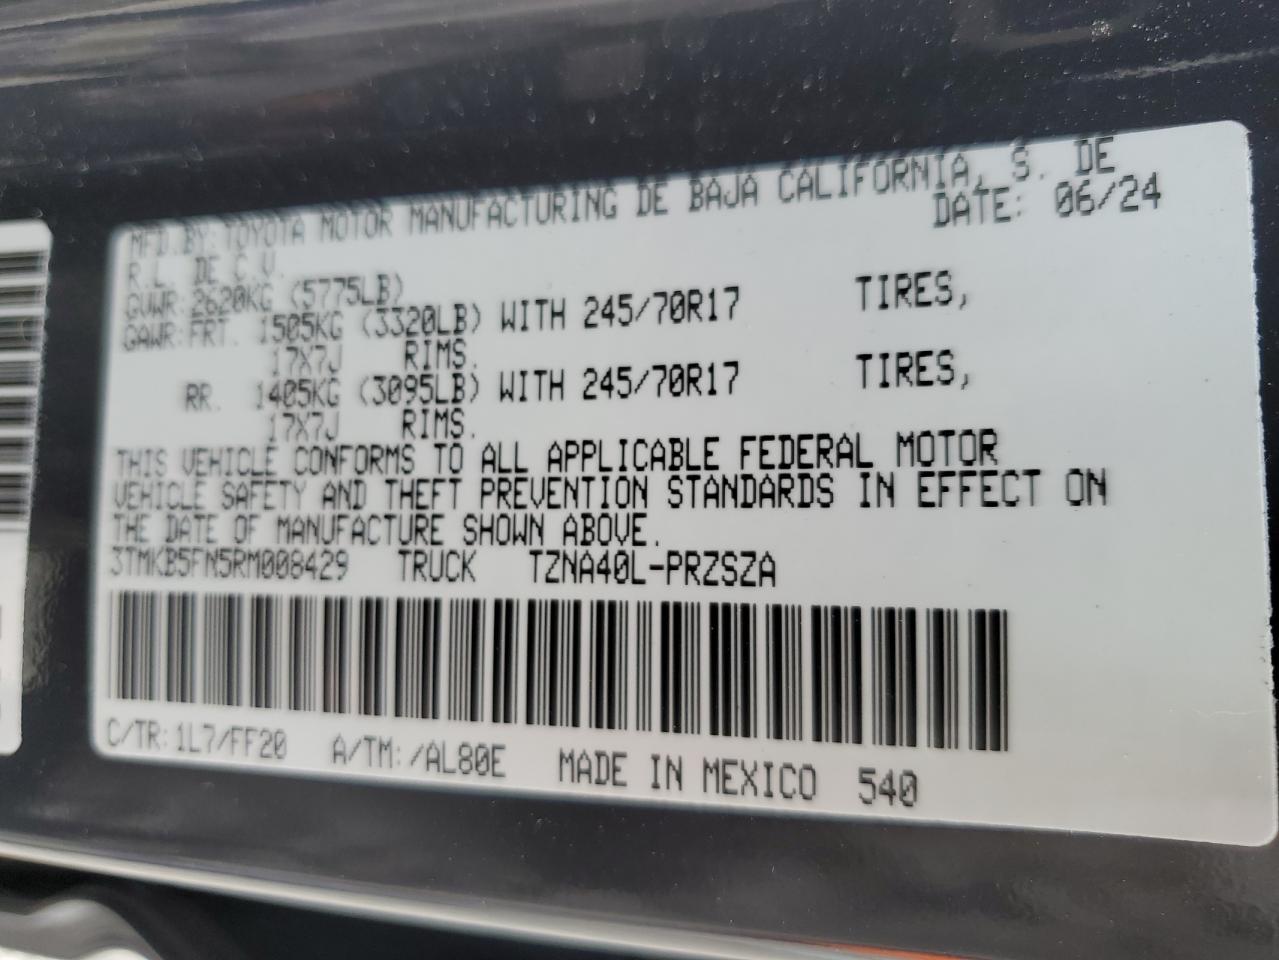 MFD.BY: TOYOTA MOTOR MANUFACTURING DE BAJA CALIFORNIA, S. DE
R.L. DE C.V.
DATE: 06/24
GVWR: 2620KG (5775LB)
GAWR: FRT. 1505KG (3320LB) WITH 245/70R17 TIRES,
17X7J RIMS.
RR. 1405KG (3095LB) WITH 245/70R17 TIRES,
17X7J RIMS.
THIS VEHICLE CONFORMS TO ALL APPLICABLE FEDERAL MOTOR
VEHICLE SAFETY AND THEFT PREVENTION STANDARDS IN EFFECT ON
THE DATE OF MANUFACTURE SHOWN ABOVE.
3TMKB5FN5RM008429 TRUCK TZNA40L-PRZSZA
C/TR: 1L7/FF20 A/TM: /AL80E MADE IN MEXICO 540